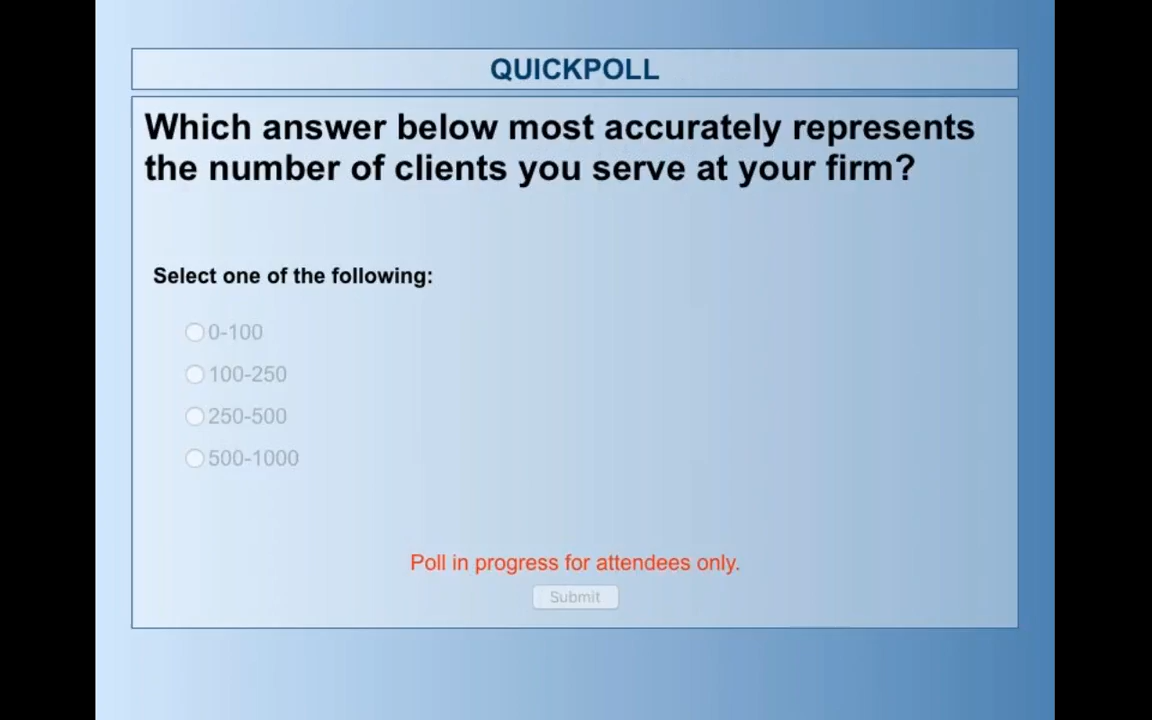 QUICKPOLL
Which answer below most accurately represents
the number of clients you serve at your firm?
Select one of the following:
0-100
100-250
250-500
500-1000
Poll in progress for attendees only.
Submit